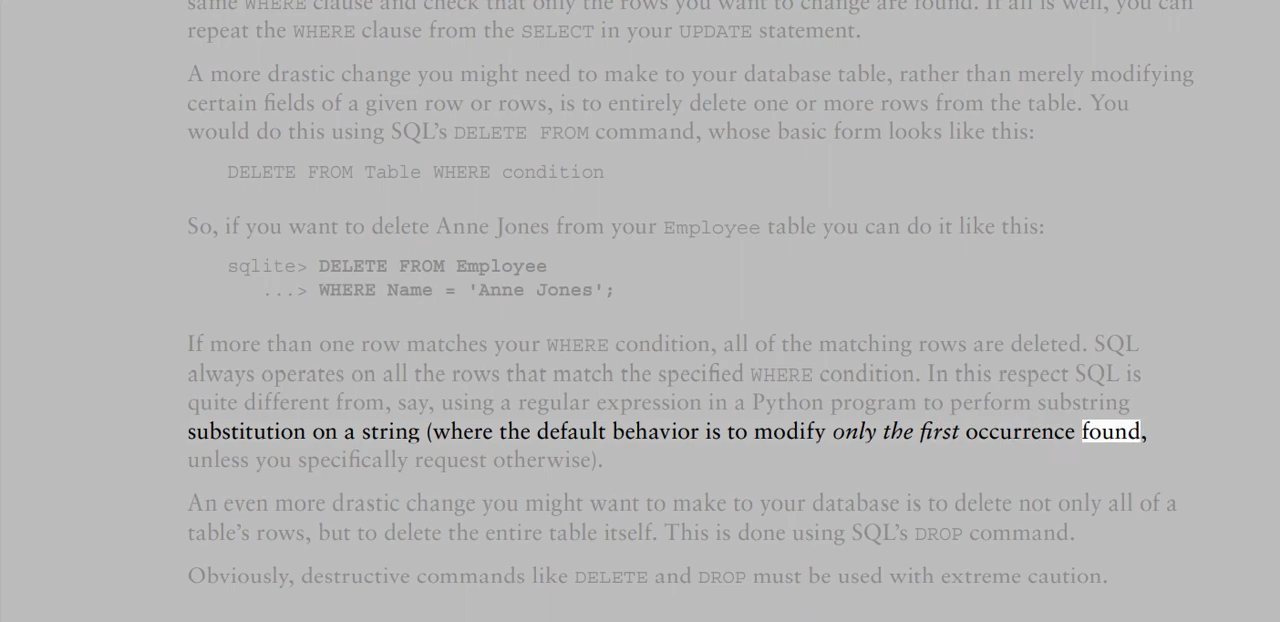 same WHERE clause and check that only the rows you want to change are found. If all is well, you can
repeat the WHERE clause from the SELECT in your UPDATE statement.
A more drastic change you might need to make to your database table, rather than merely modifying
certain fields of a given row or rows, is to entirely delete one or more rows from the table. You
would do this using SQL’s DELETE FROM command, whose basic form looks like this:
DELETE FROM Table WHERE condition
So, if you want to delete Anne Jones from your Employee table you can do it like this:
sqlite> DELETE FROM Employee
...> WHERE Name = 'Anne Jones';
If more than one row matches your WHERE condition, all of the matching rows are deleted. SQL
always operates on all the rows that match the specified WHERE condition. In this respect SQL is
quite different from, say, using a regular expression in a Python program to perform substring
substitution on a string (where the default behavior is to modify only the first occurrence found,
unless you specifically request otherwise).
An even more drastic change you might want to make to your database is to delete not only all of a
table’s rows, but to delete the entire table itself. This is done using SQL’s DROP command.
Obviously, destructive commands like DELETE and DROP must be used with extreme caution.